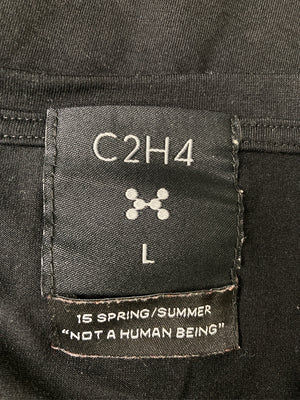 C2H4
L
15 SPRING/SUMMER
"NOT A HUMAN BEING"